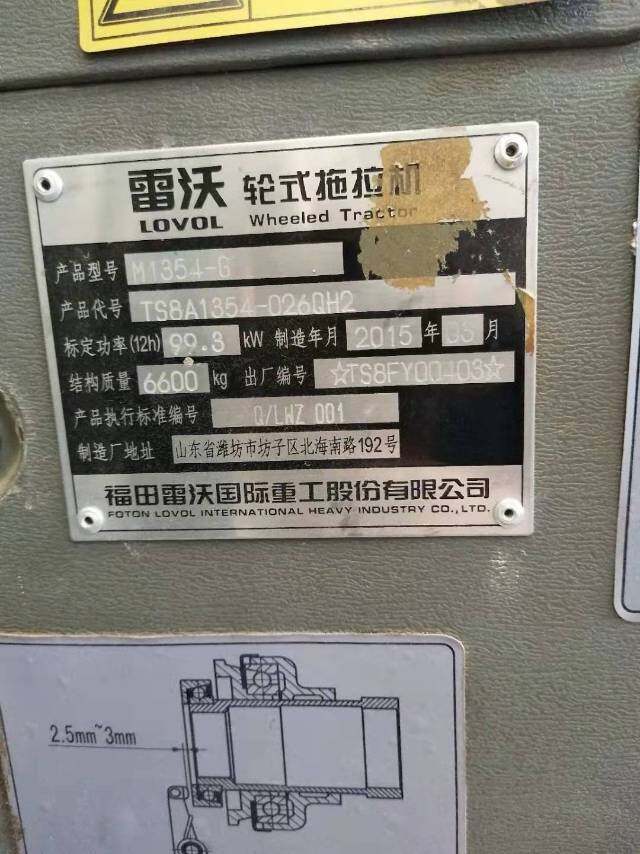 雷沃 轮式拖拉机
LOVOL Wheeled Tractor
产品型号 M1354-G
产品代号 TS8A1354-026QH2
标定功率(12h) 99.3 kW 制造年月 2015 年 03 月
结构质量 6600 kg 出厂编号 ☆TS8FY00403☆
产品执行标准编号 Q/LWZ 001
制造厂地址 山东省潍坊市坊子区北海南路192号
福田雷沃国际重工股份有限公司
FOTON LOVOL INTERNATIONAL HEAVY INDUSTRY CO.,LTD.
2.5mm~3mm